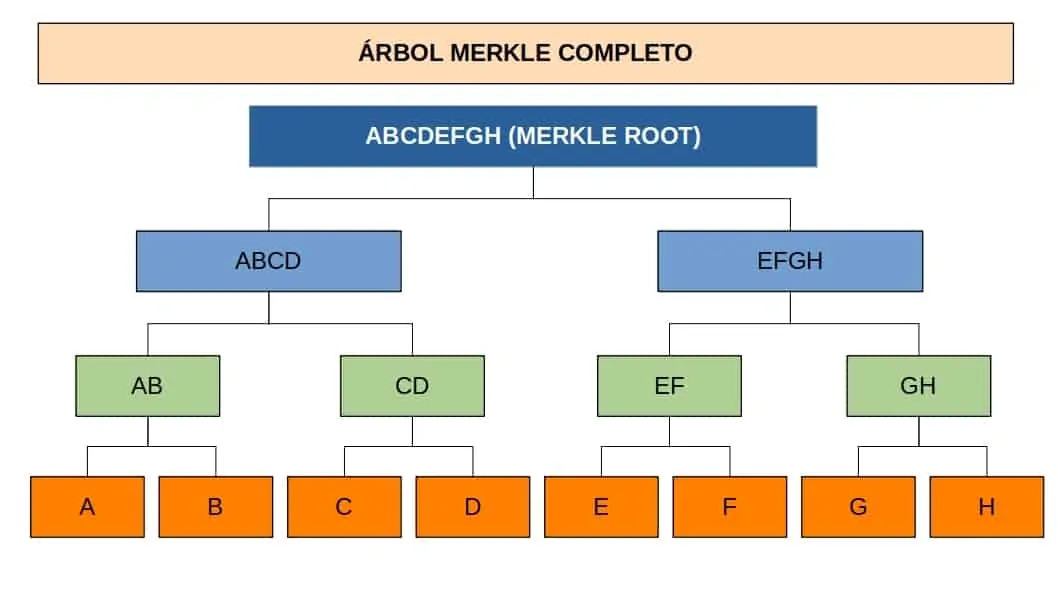 ÁRBOL MERKLE COMPLETO
ABCDEFGH (MERKLE ROOT)
ABCD
EFGH
AB
CD
EF
GH
A
B
C
D
E
F
G
H